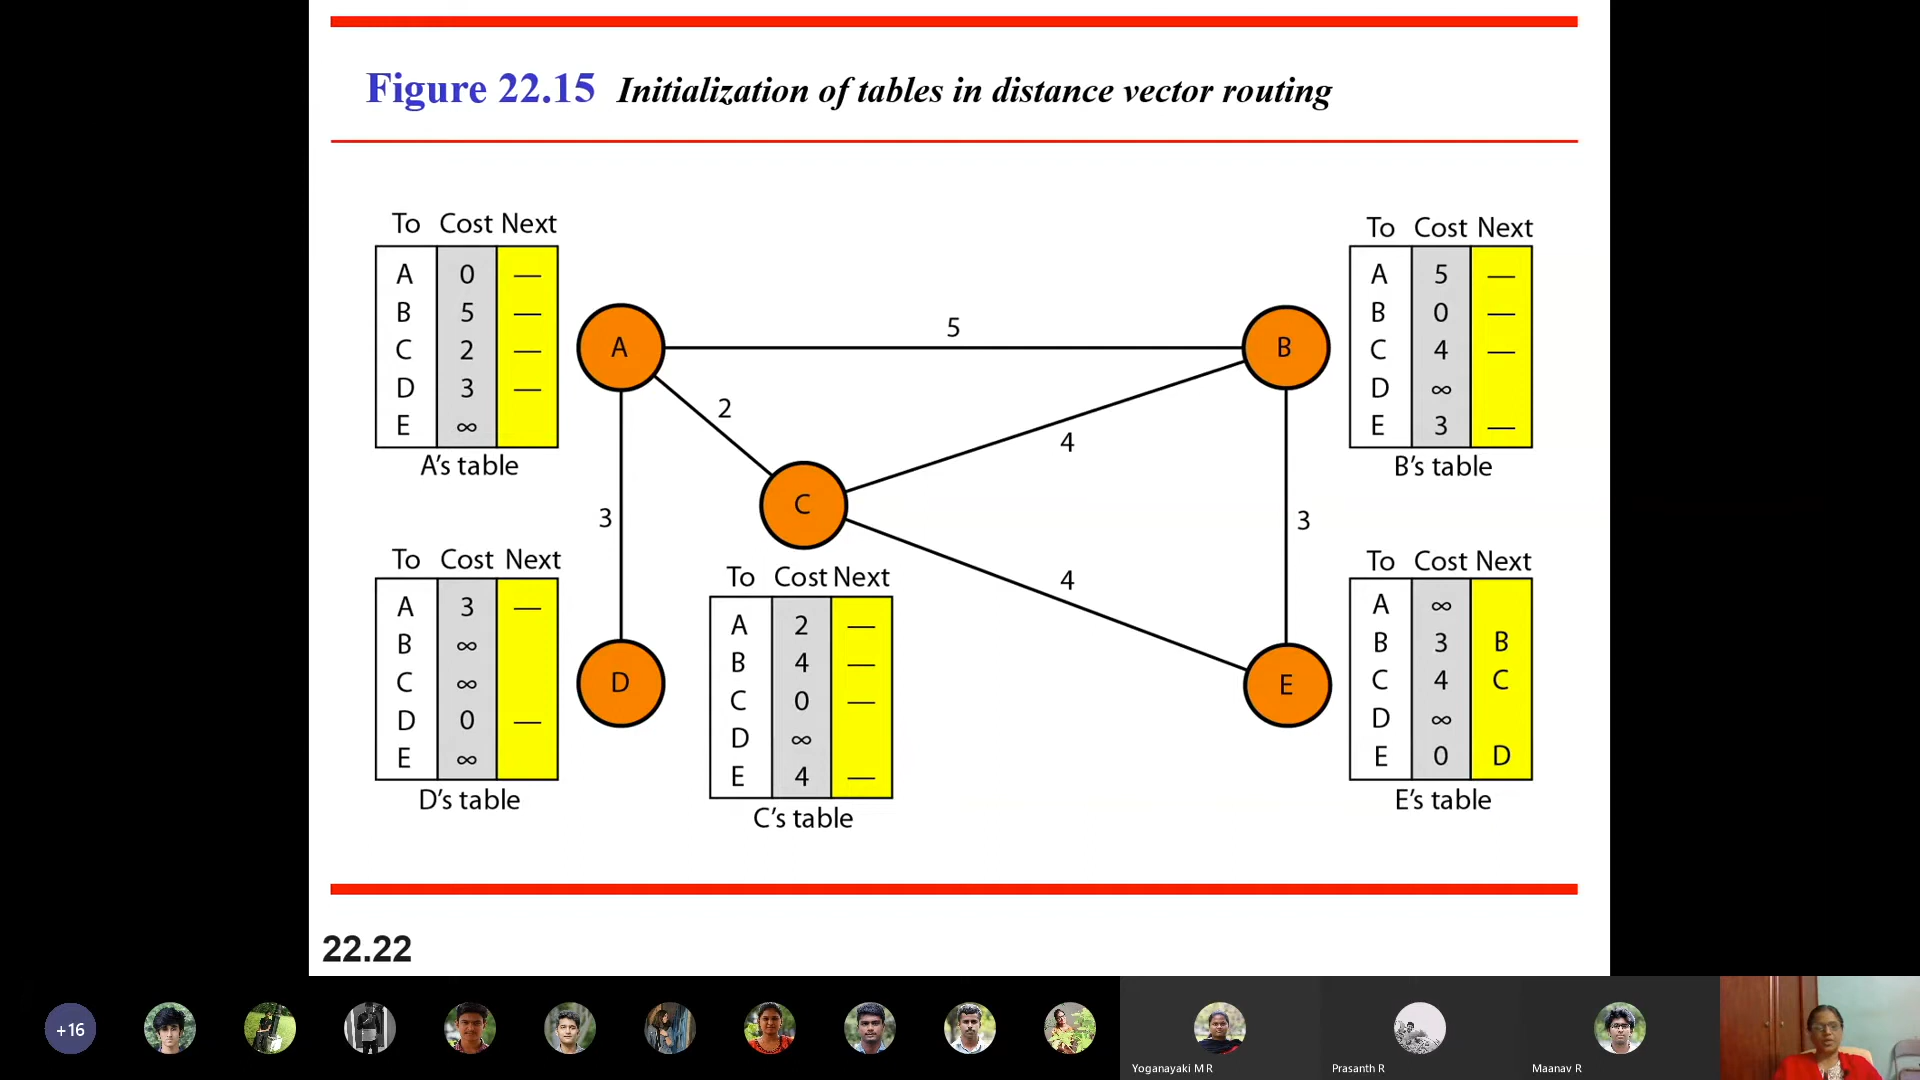 Figure 22.15 Initialization of tables in distance vector routing
To Cost Next
A 0 —
B 5 —
C 2 —
D 3 —
E ∞
A's table
To Cost Next
A 5 —
B 0 —
C 4 —
D ∞
E 3 —
B's table
A
5
B
2
4
C
3
3
4
D
E
To Cost Next
A 3 —
B ∞
C ∞
D 0 —
E ∞
D's table
To Cost Next
A 2 —
B 4 —
C 0 —
D ∞
E 4 —
C's table
To Cost Next
A ∞
B 3 B
C 4 C
D ∞
E 0 D
E's table
22.22
+16
Yoganayaki M R
Prasanth R
Maanav R